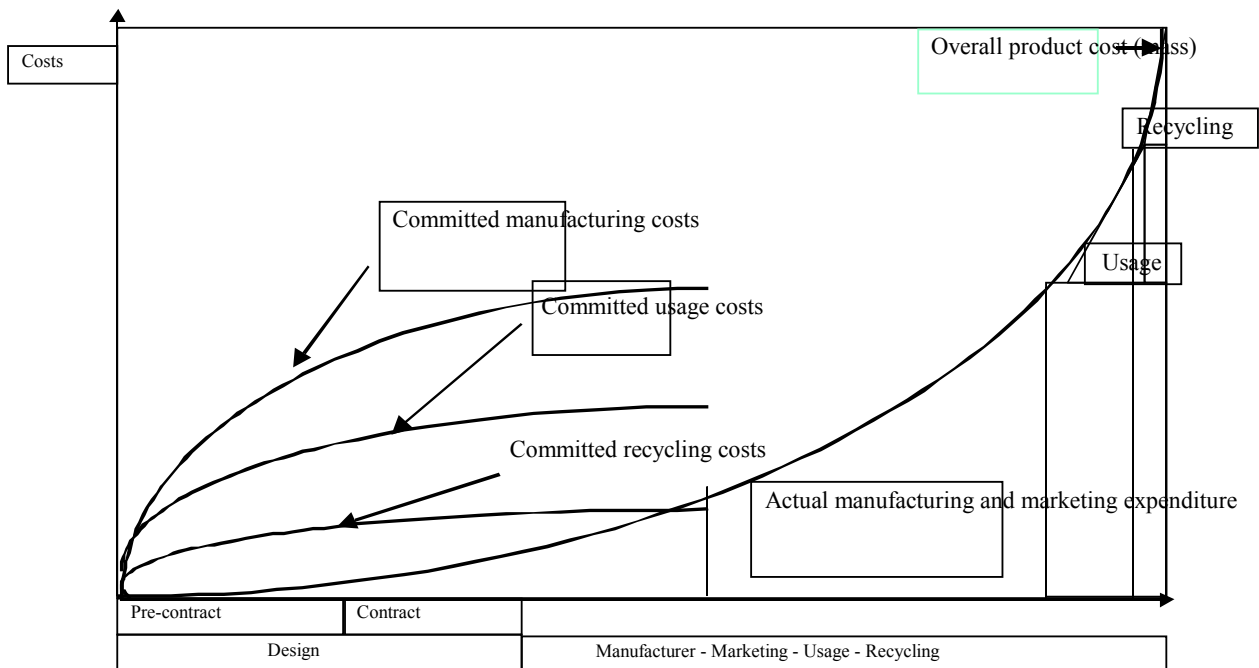 Overall product cost (mass)
Costs
Recycling
Committed manufacturing costs
Usage
Committed usage costs
Committed recycling costs
Actual manufacturing and marketing expenditure
Pre-contract
Contract
Design
Manufacturer - Marketing - Usage - Recycling